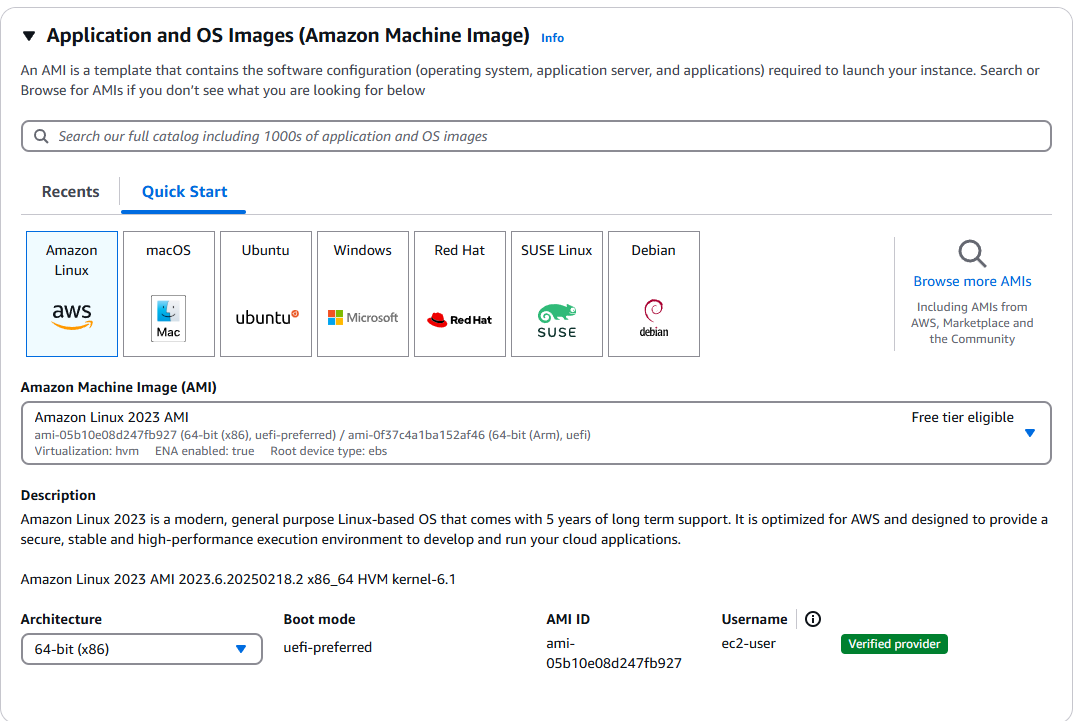 Application and OS Images (Amazon Machine Image) Info
An AMI is a template that contains the software configuration (operating system, application server, and applications) required to launch your instance. Search or
Browse for AMIs if you don’t see what you are looking for below
Search our full catalog including 1000s of application and OS images
Recents
Quick Start
Amazon
Linux
aws
macOS
Mac
Ubuntu
ubuntu
Windows
Microsoft
Red Hat
Red Hat
SUSE Linux
SUSE
Debian
debian
Browse more AMIs
Including AMIs from
AWS, Marketplace and
the Community
Amazon Machine Image (AMI)
Amazon Linux 2023 AMI
Free tier eligible
ami-05b10e08d247fb927 (64-bit (x86), uefi-preferred) / ami-0f37c4a1ba152af46 (64-bit (Arm), uefi)
Virtualization: hvm ENA enabled: true Root device type: ebs
Description
Amazon Linux 2023 is a modern, general purpose Linux-based OS that comes with 5 years of long term support. It is optimized for AWS and designed to provide a
secure, stable and high-performance execution environment to develop and run your cloud applications.
Amazon Linux 2023 AMI 2023.6.20250218.2 x86_64 HVM kernel-6.1
Architecture
64-bit (x86)
Boot mode
uefi-preferred
AMI ID
ami-
05b10e08d247fb927
Username
ec2-user
Verified provider